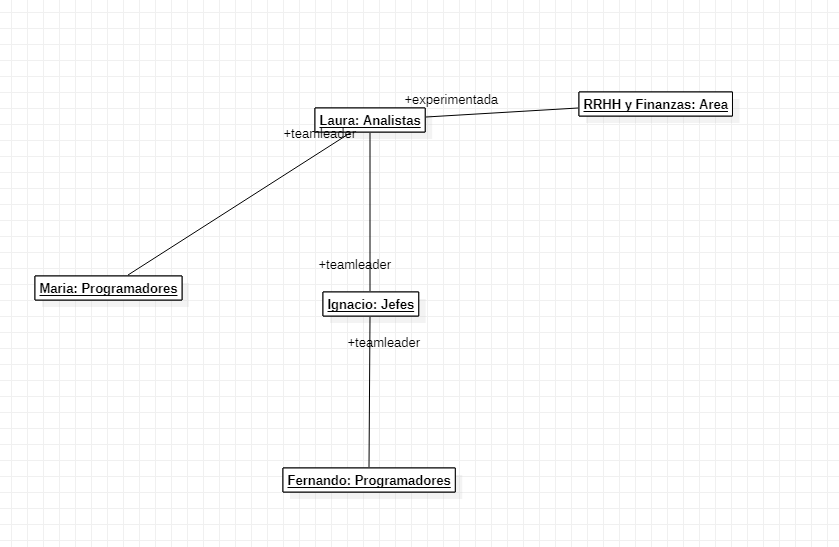 +experimentada
RRHH y Finanzas: Area
Laura: Analistas
+teamleader
+teamleader
Maria: Programadores
Ignacio: Jefes
+teamleader
Fernando: Programadores